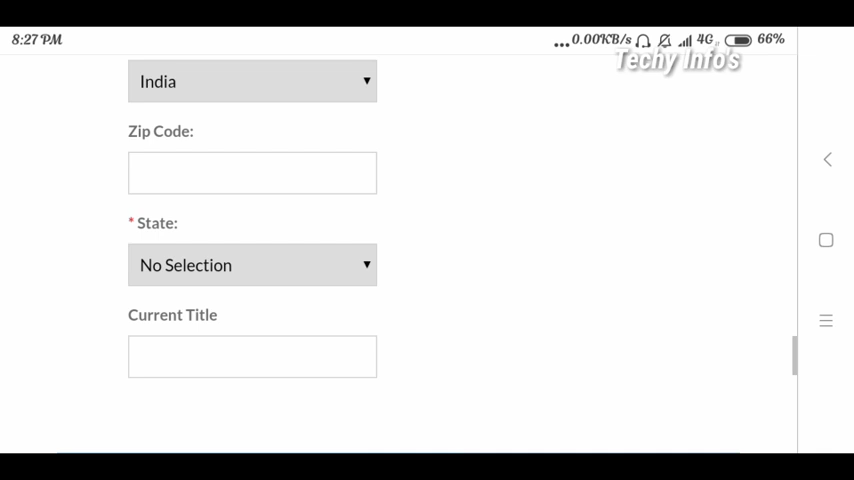 8:27 PM
...0.00KB/s 4G 66%
Techy Info's
India
Zip Code:
* State:
No Selection
Current Title